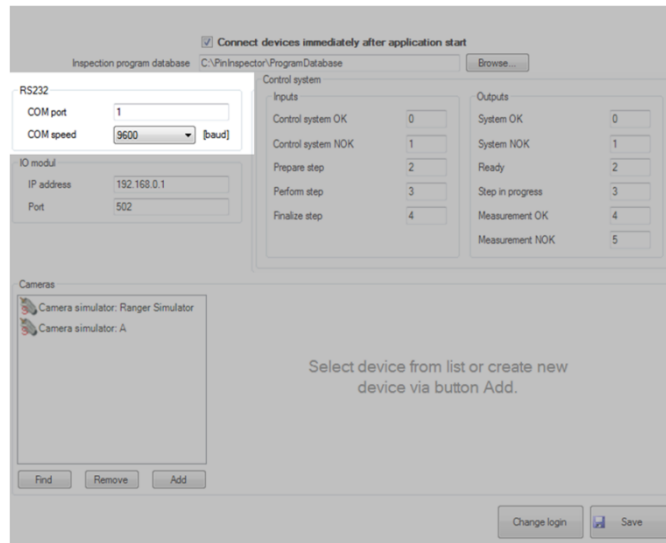 Connect devices immediately after application start
Inspection program database C:\PinInspector\ProgramDatabase Browse...
RS232
COM port 1
COM speed 9600 [baud]
IO modul
IP address 192.168.0.1
Port 502
Control system
Inputs
Control system OK 0
Control system NOK 1
Prepare step 2
Perform step 3
Finalize step 4
Outputs
System OK 0
System NOK 1
Ready 2
Step in progress 3
Measurement OK 4
Measurement NOK 5
Cameras
Camera simulator: Ranger Simulator
Camera simulator: A
Select device from list or create new
device via button Add.
Find Remove Add
Change login Save